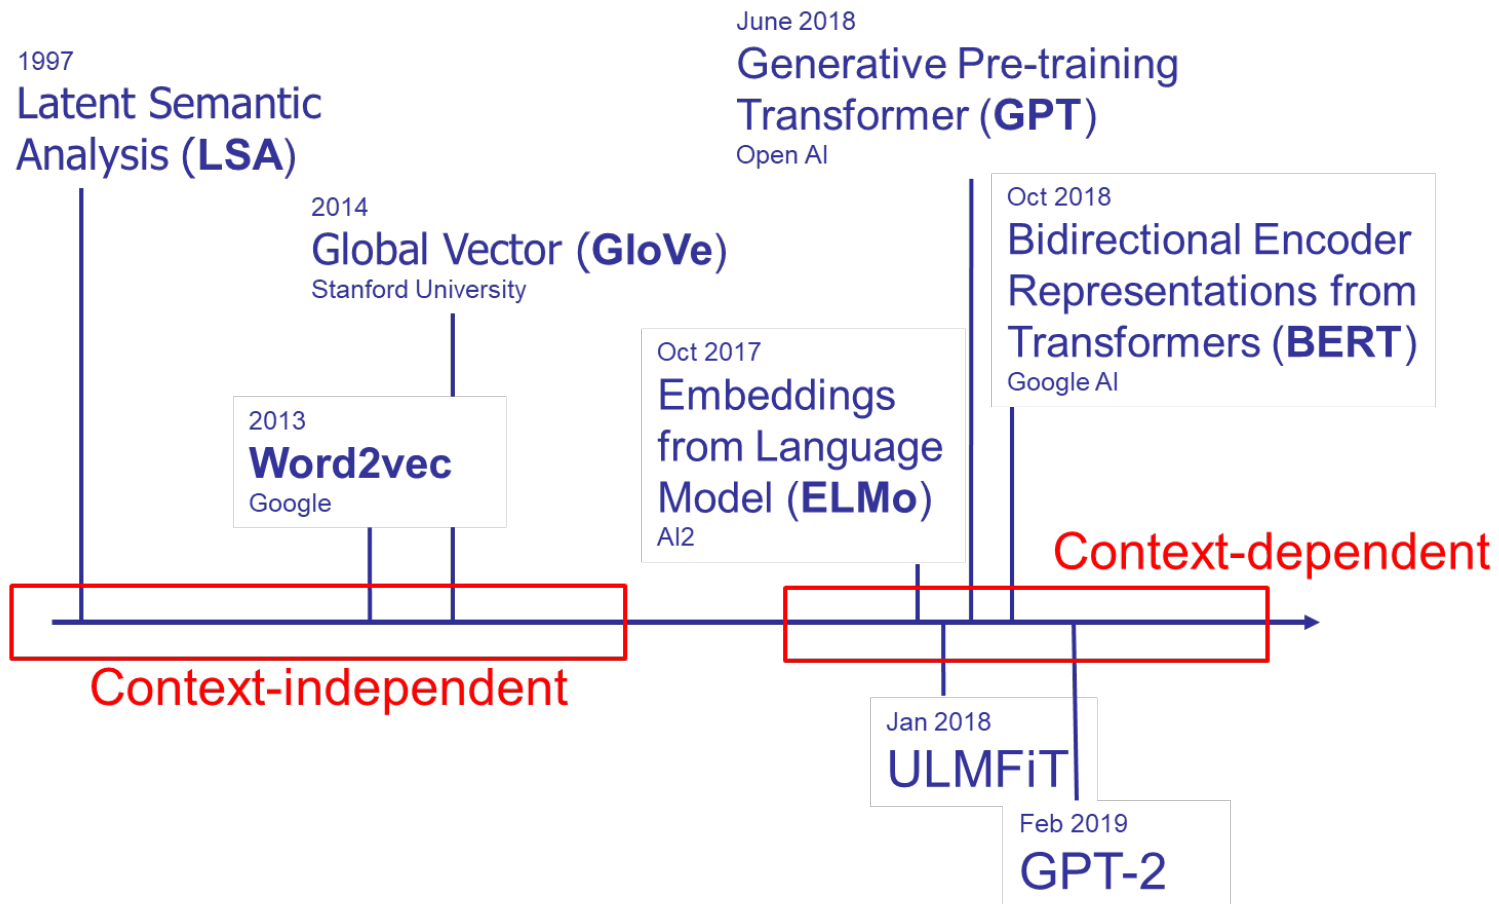 1997
Latent Semantic
Analysis (LSA)
2014
Global Vector (GloVe)
Stanford University
2013
Word2vec
Google
Oct 2017
Embeddings
from Language
Model (ELMo)
AI2
June 2018
Generative Pre-training
Transformer (GPT)
Open AI
Oct 2018
Bidirectional Encoder
Representations from
Transformers (BERT)
Google AI
Context-dependent
Context-independent
Jan 2018
ULMFiT
Feb 2019
GPT-2